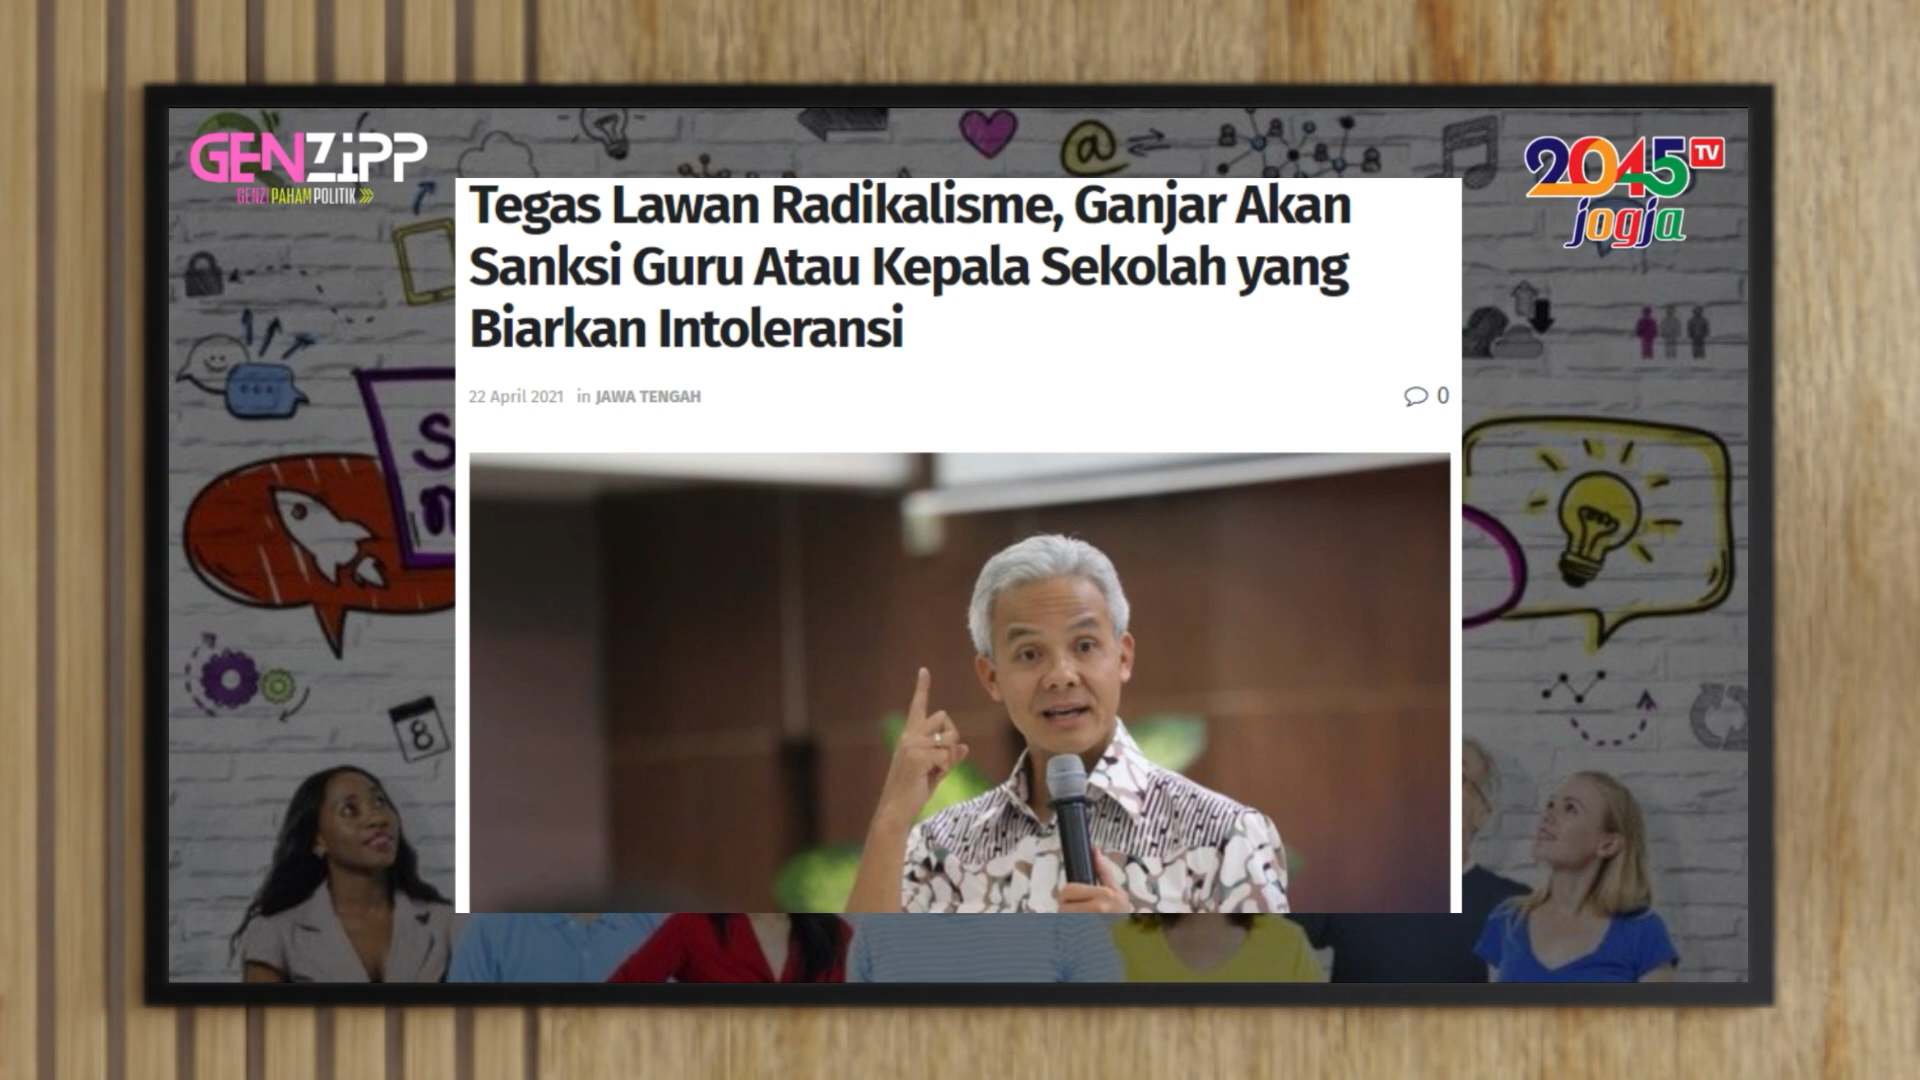 GENZiPP
GENZI PAHAM POLITIK
2045 TV
jogja
Tegas Lawan Radikalisme, Ganjar Akan
Sanksi Guru Atau Kepala Sekolah yang
Biarkan Intoleransi
22 April 2021 in JAWA TENGAH
0
@
S
8